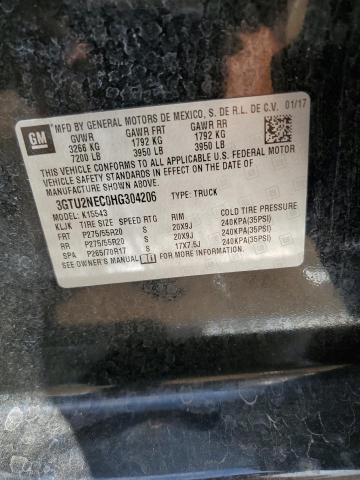 GM
MFD BY GENERAL MOTORS DE MEXICO, S. DE R.L. DE C.V. 01/17
GVWR GAWR FRT GAWR RR
3266 KG 1792 KG 1792 KG
7200 LB 3950 LB 3950 LB
THIS VEHICLE CONFORMS TO ALL APPLICABLE U.S. FEDERAL MOTOR
VEHICLE SAFETY STANDARDS IN EFFECT ON THE DATE OF
MANUFACTURE SHOWN ABOVE.
3GTU2NEC0HG304206 TYPE: TRUCK
MODEL: K15543
KLJK TIRE SIZE SPEED RTG RIM COLD TIRE PRESSURE
FRT P275/55R20 S 20X9J 240KPA(35PSI)
RR P275/55R20 S 20X9J 240KPA(35PSI)
SPA P265/70R17 S 17X7.5J 240KPA(35PSI)
SEE OWNER'S MANUAL FOR MORE INFORMATION.